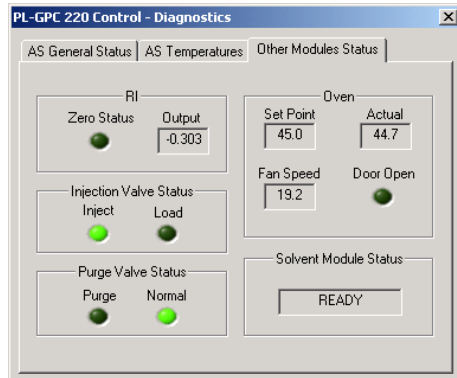 PL-GPC 220 Control - Diagnostics
AS General Status
AS Temperatures
Other Modules Status
RI
Zero Status
Output
-0.303
Injection Valve Status
Inject
Load
Purge Valve Status
Purge
Normal
Oven
Set Point
Actual
45.0
44.7
Fan Speed
Door Open
19.2
Solvent Module Status
READY